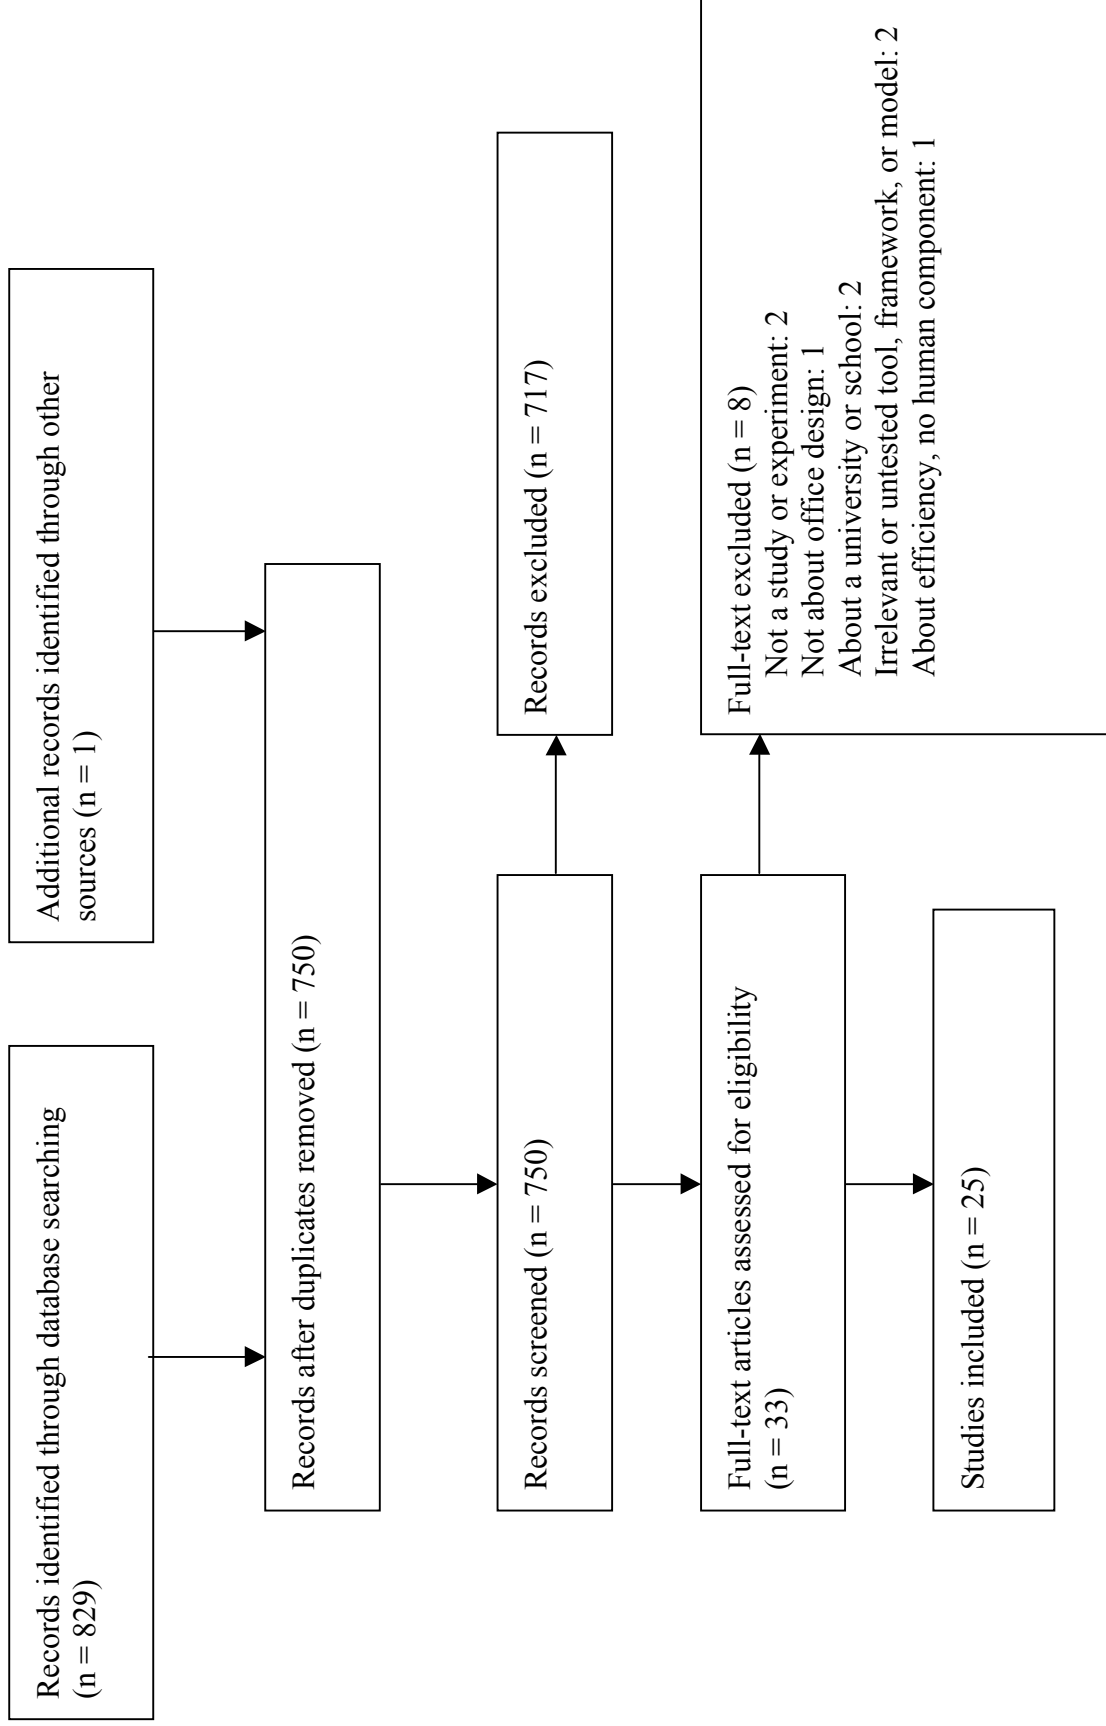 Records identified through database searching
(n = 829)
Additional records identified through other
sources (n = 1)
Records after duplicates removed (n = 750)
Records screened (n = 750)
Records excluded (n = 717)
Full-text articles assessed for eligibility
(n = 33)
Full-text excluded (n = 8)
Not a study or experiment: 2
Not about office design: 1
About a university or school: 2
Irrelevant or untested tool, framework, or model: 2
About efficiency, no human component: 1
Studies included (n = 25)